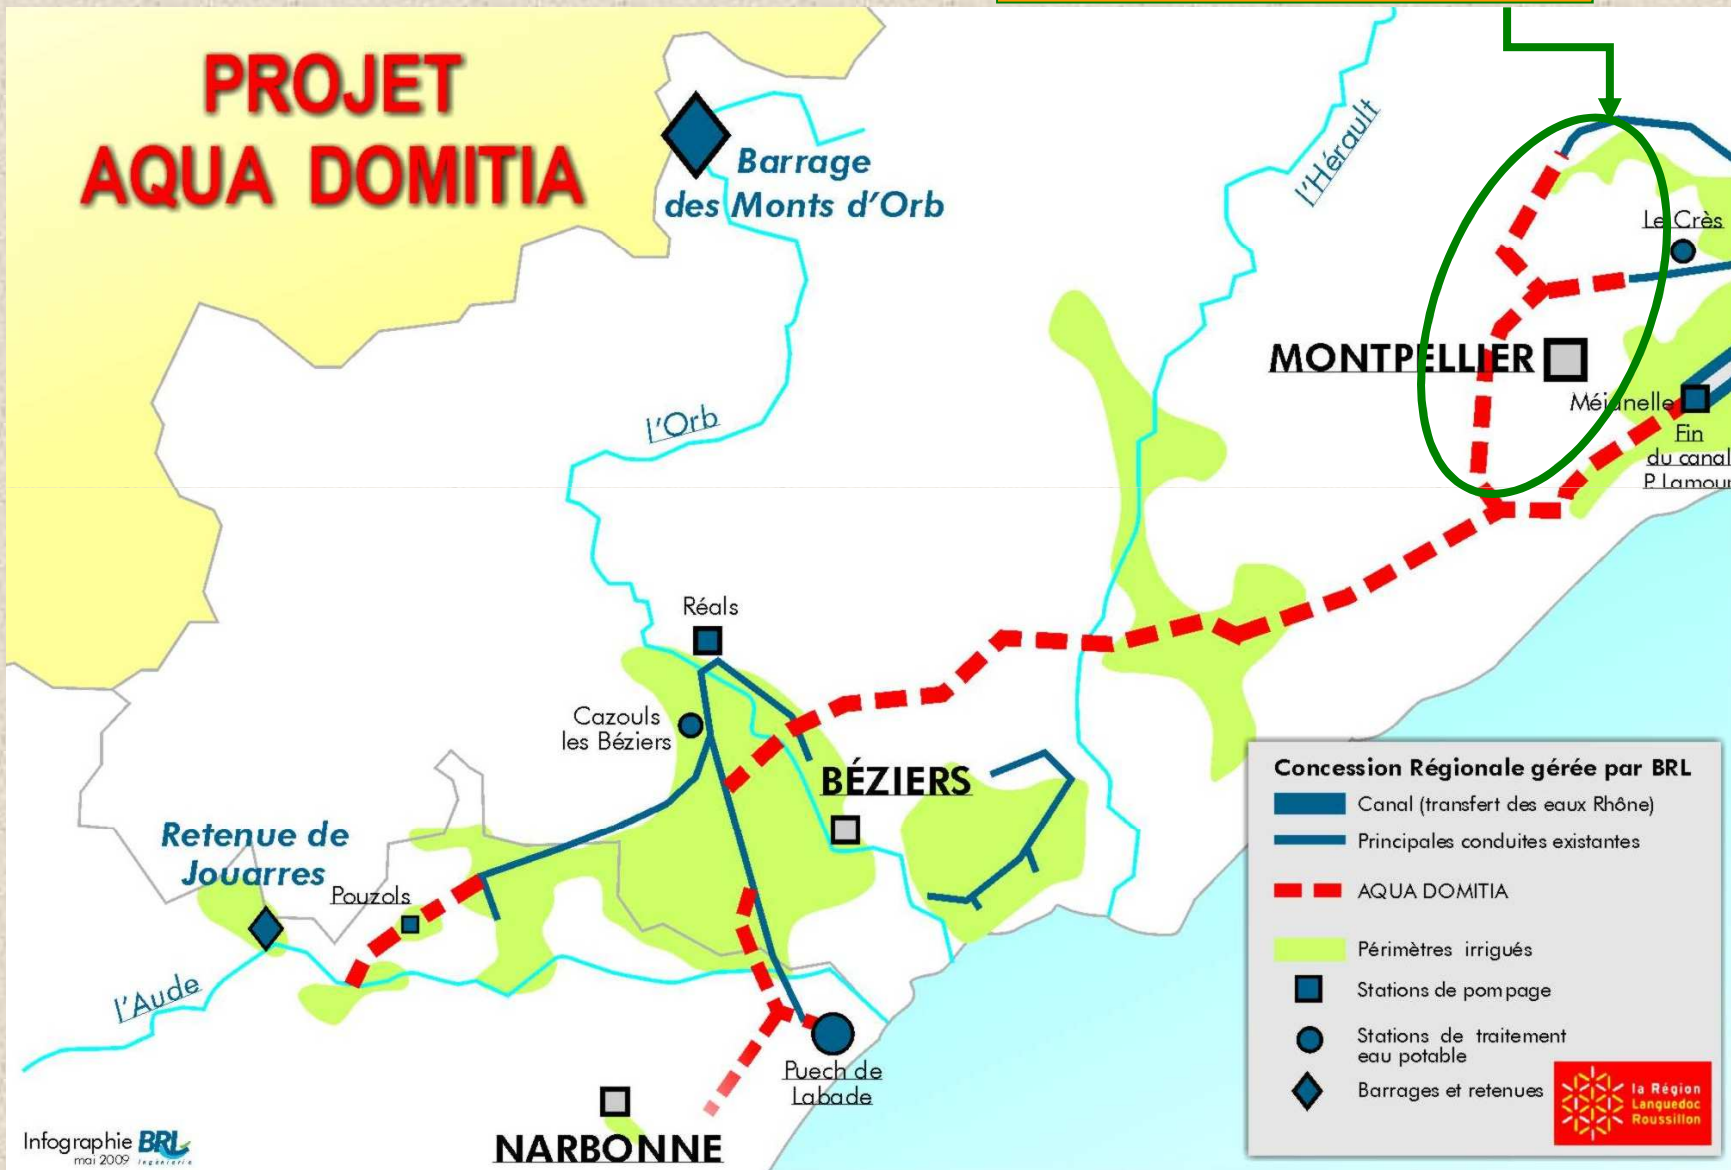 PROJET
AQUA DOMITIA
Barrage
des Monts d'Orb
l'Hérault
Le Crès
MONTPELLIER
Méjanelle
Fin
du canal
P. Lamour
l'Orb
Réals
Cazouls
les Béziers
BÉZIERS
Retenue de
Jouarres
Pouzols
l'Aude
Puech de
Labade
NARBONNE
Concession Régionale gérée par BRL
Canal (transfert des eaux Rhône)
Principales conduites existantes
AQUA DOMITIA
Périmètres irrigués
Stations de pompage
Stations de traitement
eau potable
Barrages et retenues
la Région
Languedoc
Roussillon
Infographie BRL
mai 2009 Ingénierie